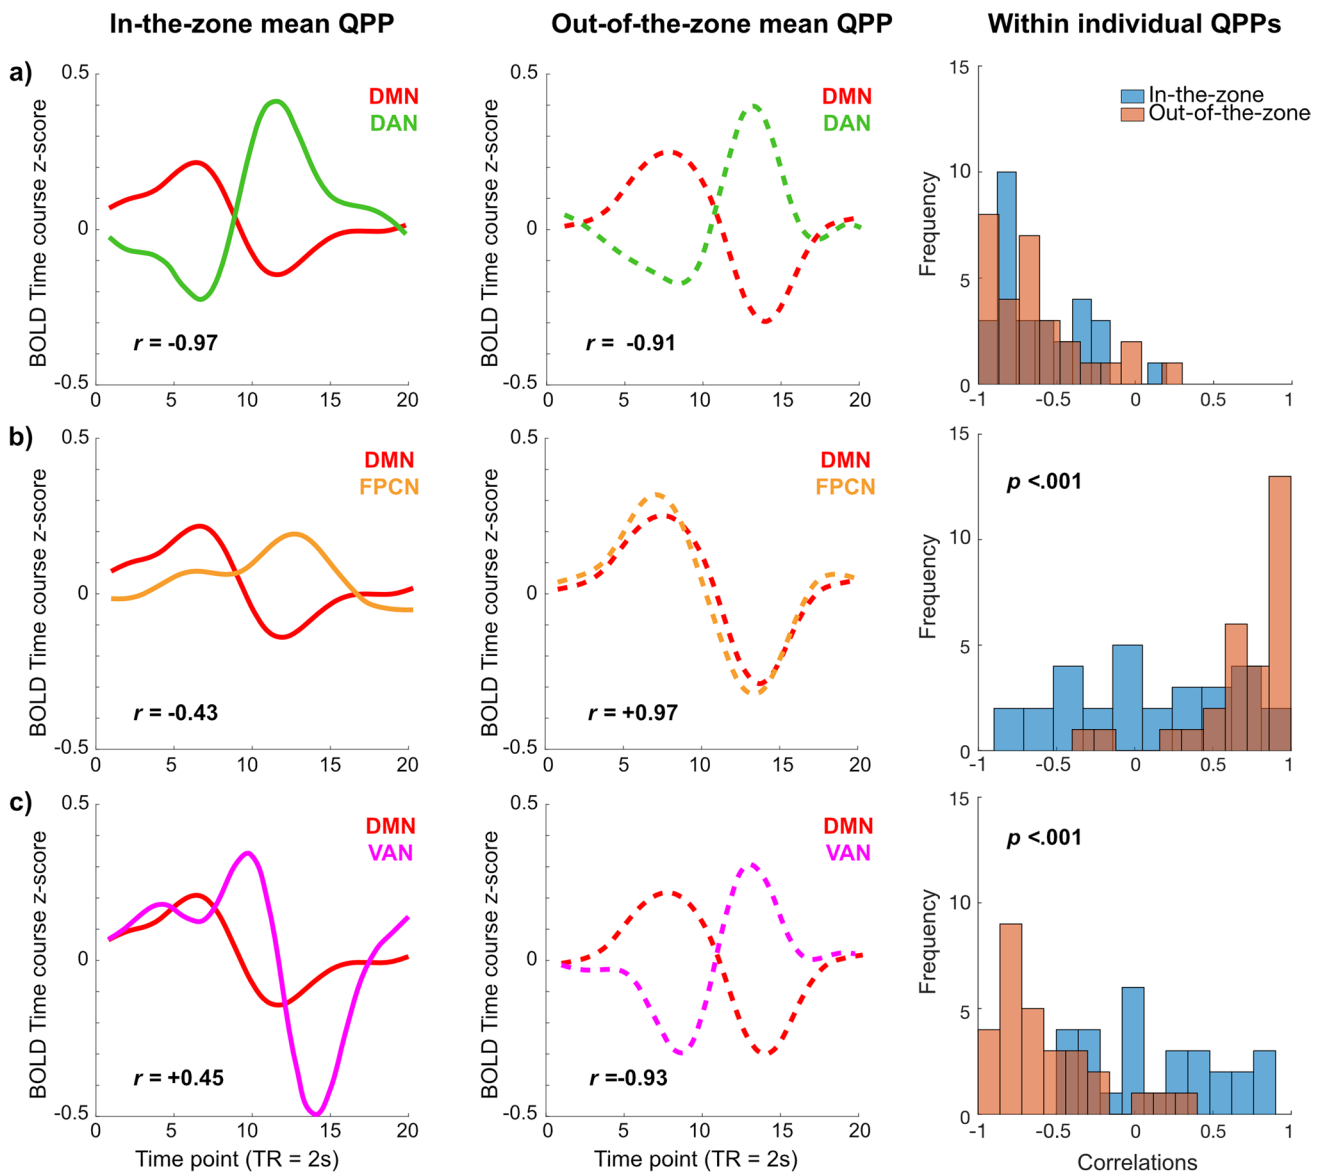 In-the-zone mean QPP
Out-of-the-zone mean QPP
Within individual QPPs
a)
BOLD Time course z-score
0.5
0
-0.5
DMN
DAN
r = -0.97
0 5 10 15 20
BOLD Time course z-score
0.5
0
-0.5
DMN
DAN
r = -0.91
0 5 10 15 20
Frequency
15
10
5
0
In-the-zone
Out-of-the-zone
-1 -0.5 0 0.5 1
b)
BOLD Time course z-score
0.5
0
-0.5
DMN
FPCN
r = -0.43
0 5 10 15 20
BOLD Time course z-score
0.5
0
-0.5
DMN
FPCN
r = +0.97
0 5 10 15 20
Frequency
15
10
5
0
p <.001
-1 -0.5 0 0.5 1
c)
BOLD Time course z-score
0.5
0
-0.5
DMN
VAN
r = +0.45
0 5 10 15 20
Time point (TR = 2s)
BOLD Time course z-score
0.5
0
-0.5
DMN
VAN
r =-0.93
0 5 10 15 20
Time point (TR = 2s)
Frequency
15
10
5
0
p <.001
-1 -0.5 0 0.5 1
Correlations